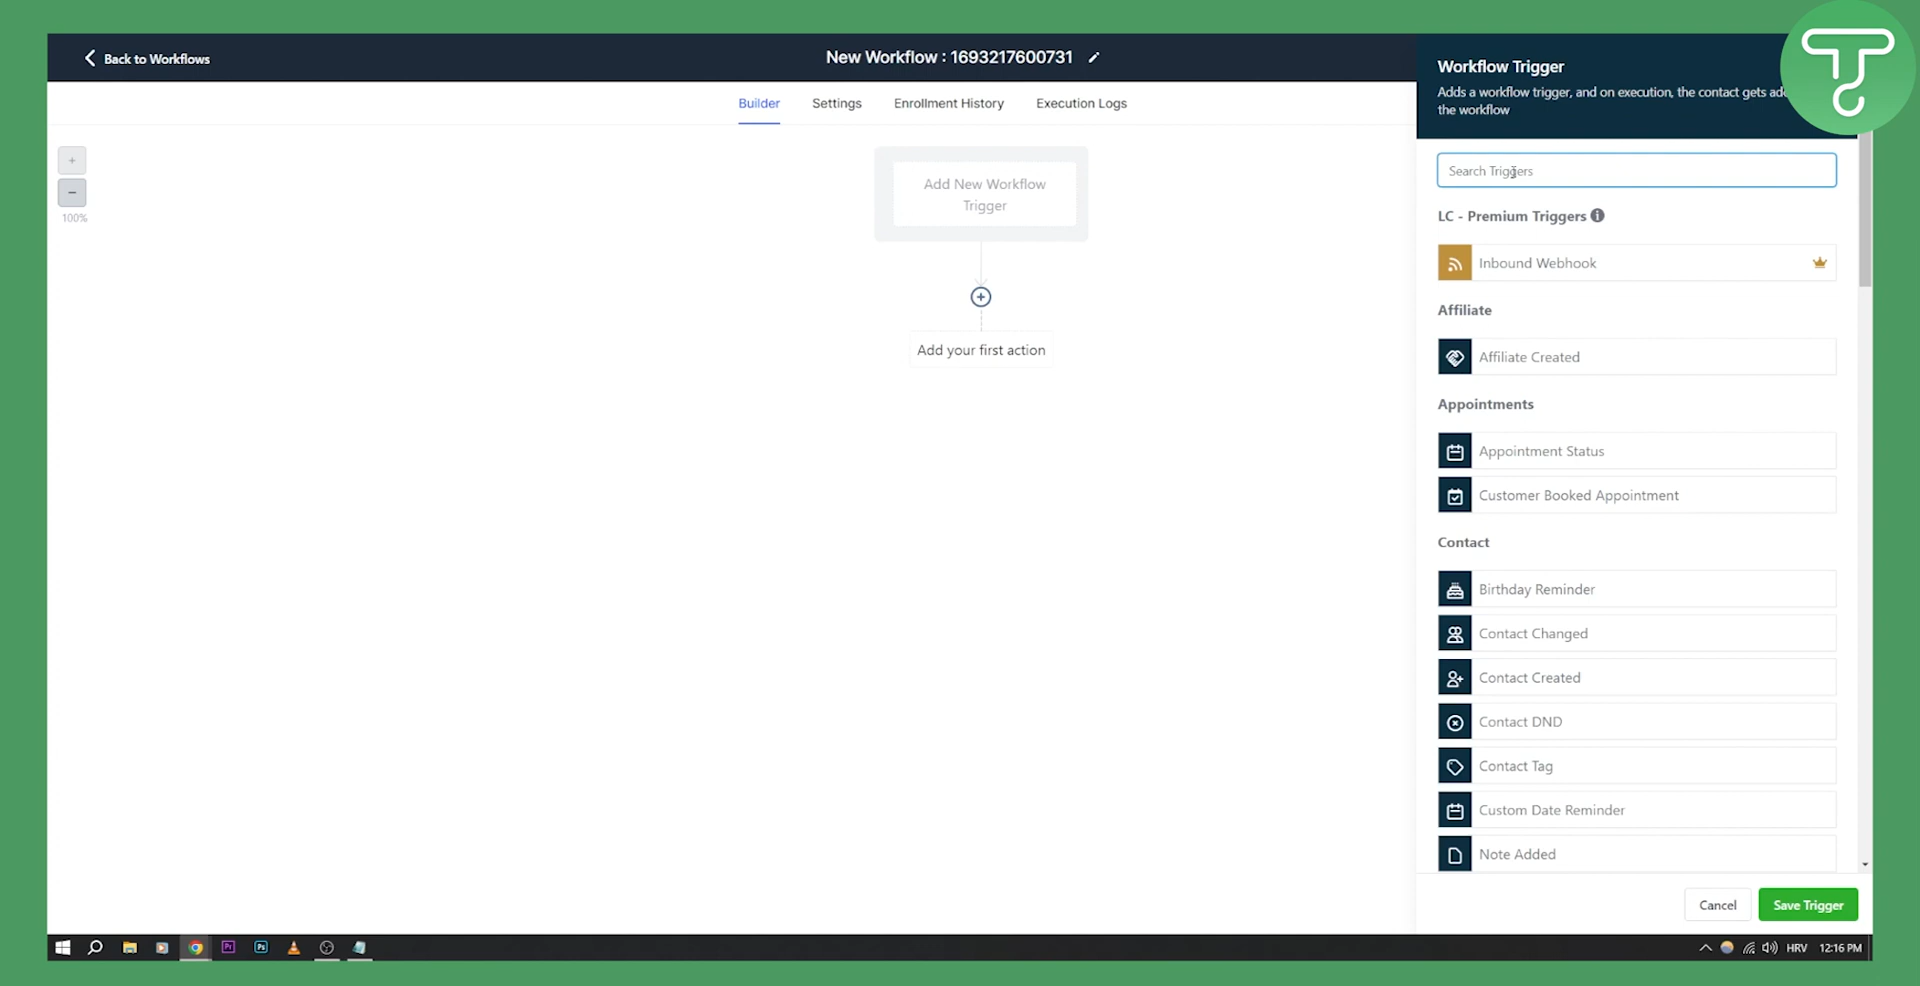 Back to Workflows
New Workflow : 1693217600731
Builder
Settings
Enrollment History
Execution Logs
+
−
100%
Add New Workflow
Trigger
Add your first action
Workflow Trigger
Adds a workflow trigger, and on execution, the contact gets
the workflow
Search Triggers
LC - Premium Triggers
Inbound Webhook
Affiliate
Affiliate Created
Appointments
Appointment Status
Customer Booked Appointment
Contact
Birthday Reminder
Contact Changed
Contact Created
Contact DND
Contact Tag
Custom Date Reminder
Note Added
Cancel
Save Trigger
Pr
Ps
HRV
12:16 PM